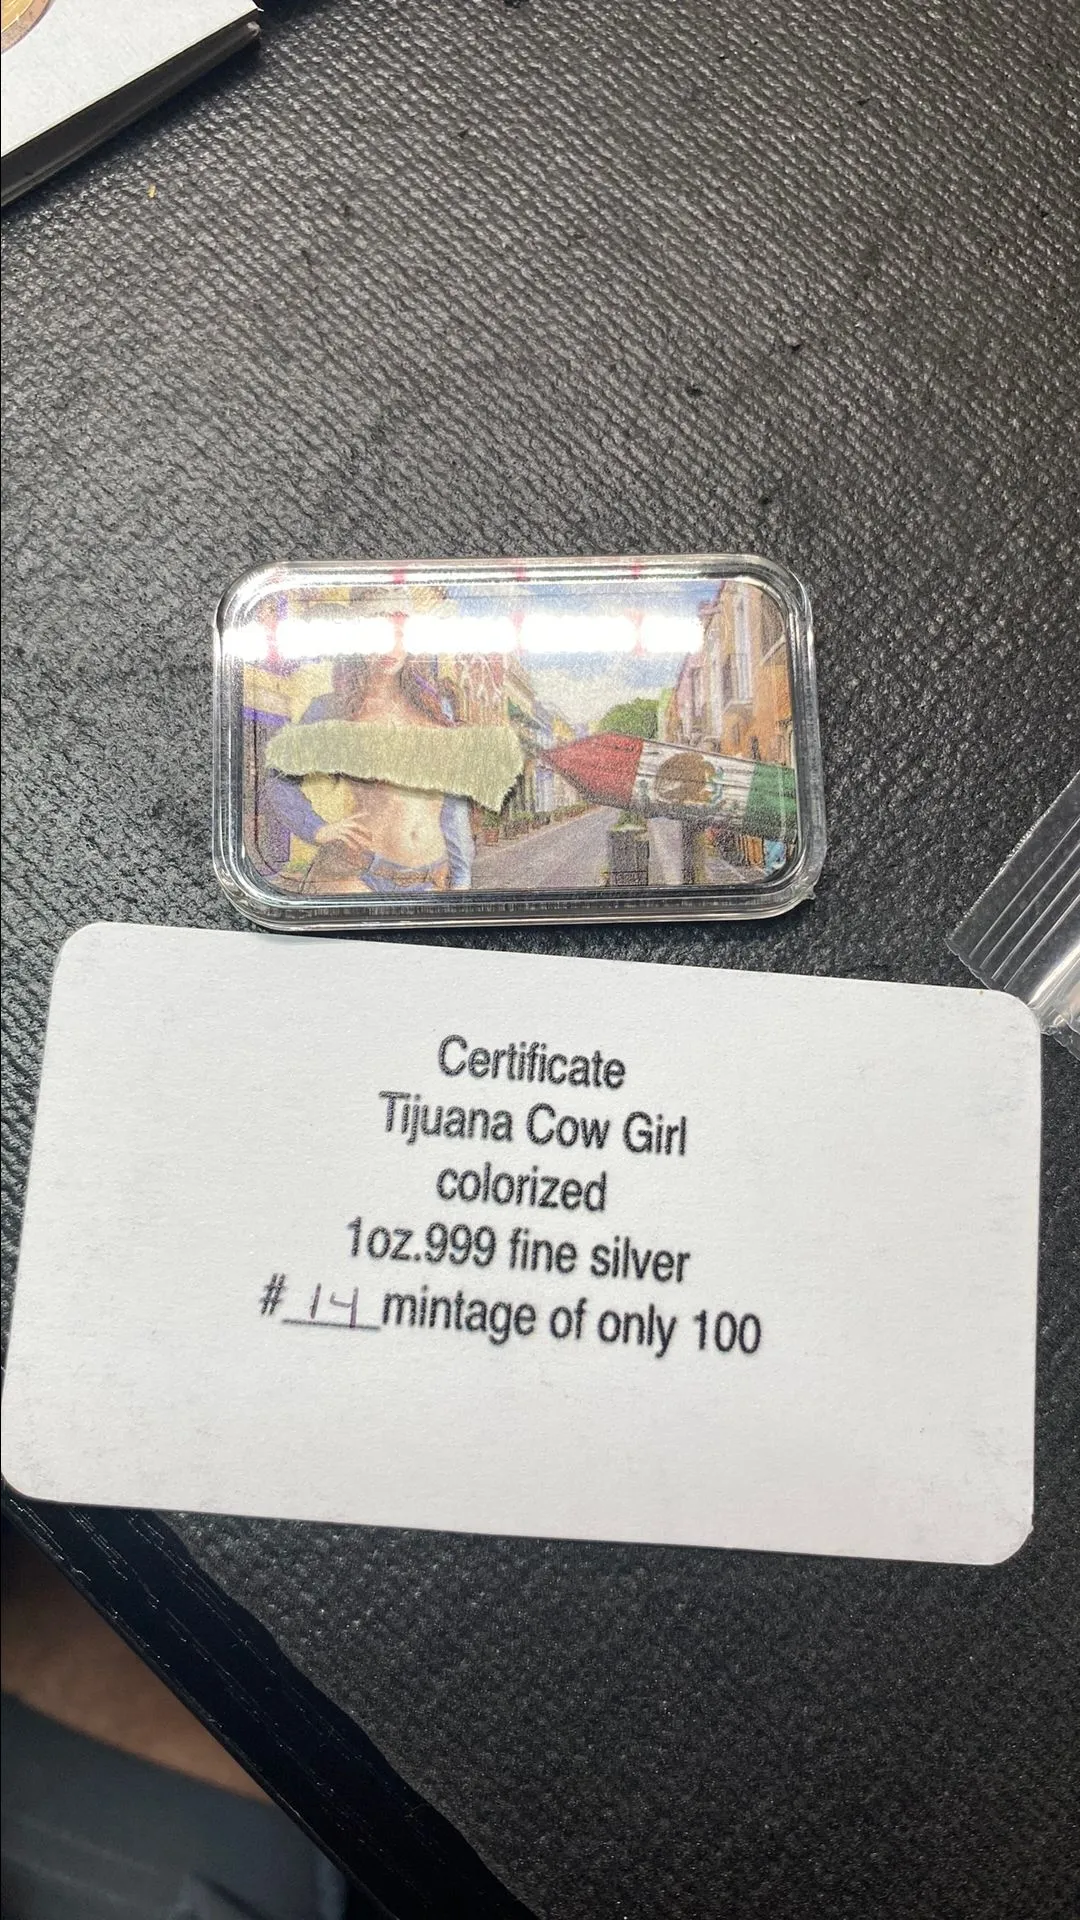 Certificate
Tijuana Cow Girl
colorized
1oz.999 fine silver
# 14 mintage of only 100